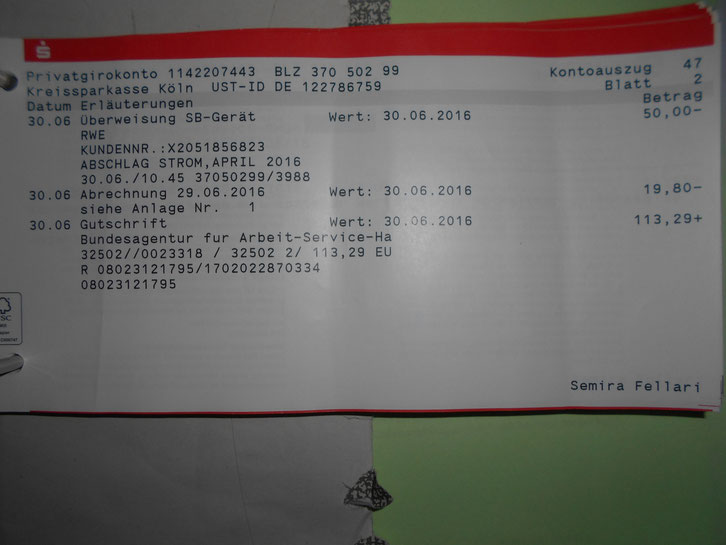 Privatgirokonto 1142207443 BLZ 370 502 99 Kontoauszug 47
Kreissparkasse Köln UST-ID DE 122786759 Blatt 2
Datum Erläuterungen Betrag
30.06 Überweisung SB-Gerät Wert: 30.06.2016 50,00-
RWE
KUNDENNR.:X2051856823
ABSCHLAG STROM,APRIL 2016
30.06./10.45 37050299/3988
30.06 Abrechnung 29.06.2016 Wert: 30.06.2016 19,80-
siehe Anlage Nr. 1
30.06 Gutschrift Wert: 30.06.2016 113,29+
Bundesagentur fur Arbeit-Service-Ha
32502//0023318 / 32502 2/ 113,29 EU
R 08023121795/1702022870334
08023121795
Semira Fellari